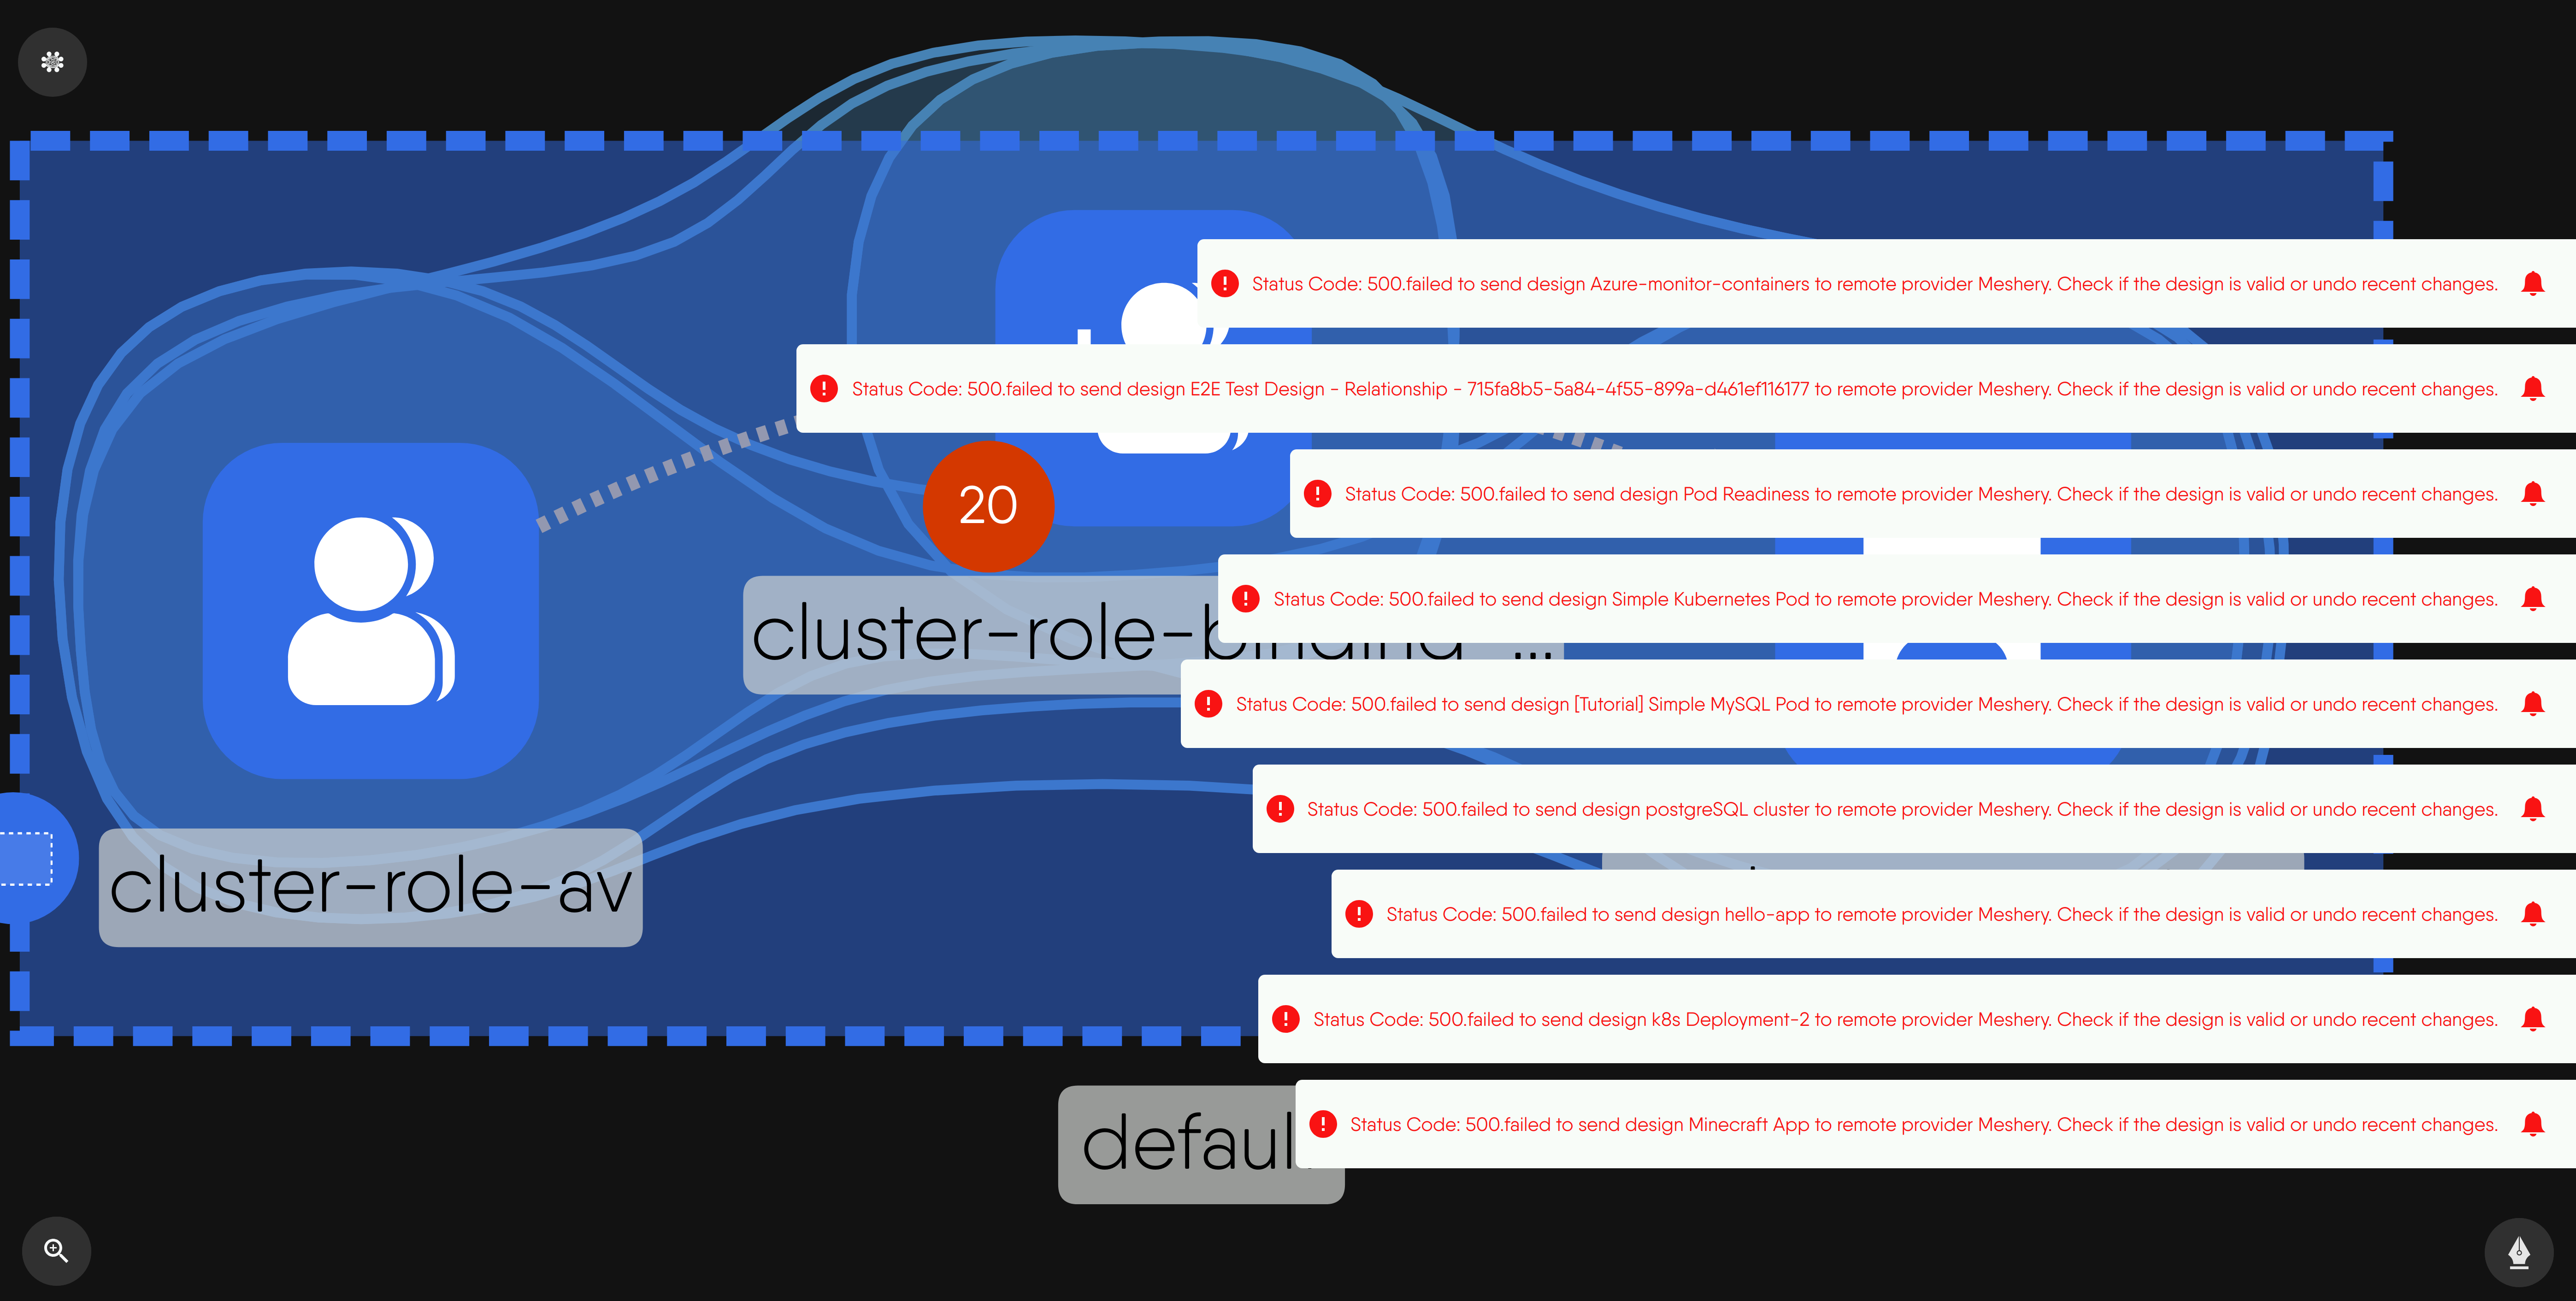 Status Code: 500.failed to send design Azure-monitor-containers to remote provider Meshery. Check if the design is valid or undo recent changes.
Status Code: 500.failed to send design E2E Test Design - Relationship - 715fa8b5-5a84-4f55-899a-d461ef116177 to remote provider Meshery. Check if the design is valid or undo recent changes.
Status Code: 500.failed to send design Pod Readiness to remote provider Meshery. Check if the design is valid or undo recent changes.
20
Status Code: 500.failed to send design Simple Kubernetes Pod to remote provider Meshery. Check if the design is valid or undo recent changes.
cluster-role-binding-...
Status Code: 500.failed to send design [Tutorial] Simple MySQL Pod to remote provider Meshery. Check if the design is valid or undo recent changes.
Status Code: 500.failed to send design postgreSQL cluster to remote provider Meshery. Check if the design is valid or undo recent changes.
cluster-role-av
Status Code: 500.failed to send design hello-app to remote provider Meshery. Check if the design is valid or undo recent changes.
Status Code: 500.failed to send design k8s Deployment-2 to remote provider Meshery. Check if the design is valid or undo recent changes.
Status Code: 500.failed to send design Minecraft App to remote provider Meshery. Check if the design is valid or undo recent changes.
default